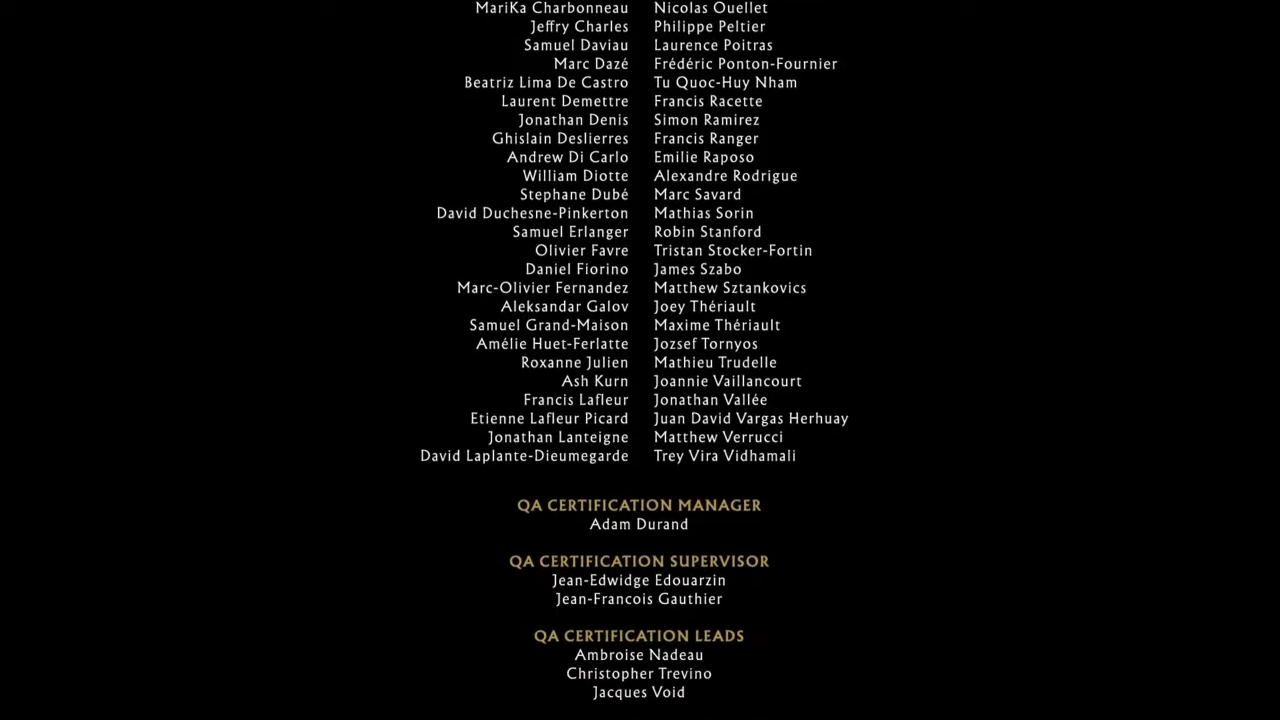 MariKa Charbonneau Nicolas Ouellet
Jeffry Charles Philippe Peltier
Samuel Daviau Laurence Poitras
Marc Dazé Frédéric Ponton-Fournier
Beatriz Lima De Castro Tu Quoc-Huy Nham
Laurent Demettre Francis Racette
Jonathan Denis Simon Ramirez
Ghislain Deslierres Francis Ranger
Andrew Di Carlo Emilie Raposo
William Diotte Alexandre Rodrigue
Stephane Dubé Marc Savard
David Duchesne-Pinkerton Mathias Sorin
Samuel Erlanger Robin Stanford
Olivier Favre Tristan Stocker-Fortin
Daniel Fiorino James Szabo
Marc-Olivier Fernandez Matthew Sztankovics
Aleksandar Galov Joey Thériault
Samuel Grand-Maison Maxime Thériault
Amélie Huet-Ferlatte Jozsef Tornyos
Roxanne Julien Mathieu Trudelle
Ash Kurn Joannie Vaillancourt
Francis Lafleur Jonathan Vallée
Etienne Lafleur Picard Juan David Vargas Herhuay
Jonathan Lanteigne Matthew Verrucci
David Laplante-Dieumegarde Trey Vira Vidhamali
QA CERTIFICATION MANAGER
Adam Durand
QA CERTIFICATION SUPERVISOR
Jean-Edwidge Edouarzin
Jean-Francois Gauthier
QA CERTIFICATION LEADS
Ambroise Nadeau
Christopher Trevino
Jacques Void